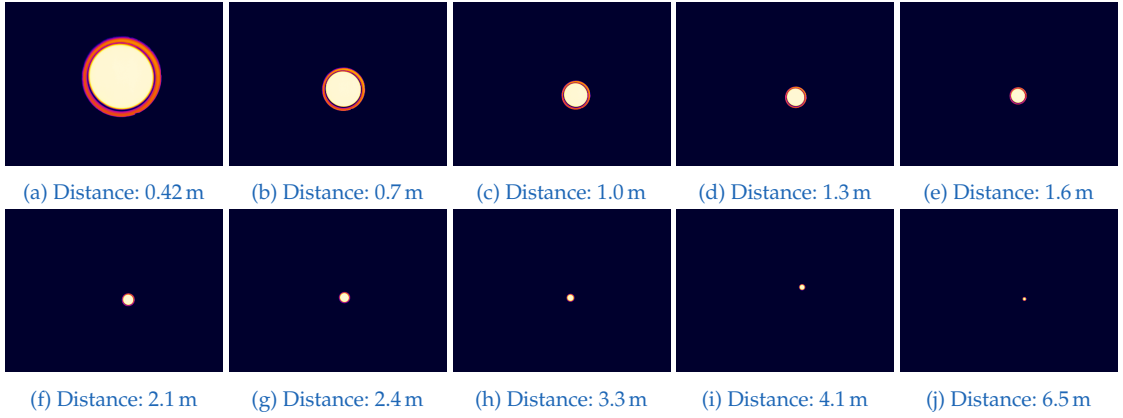 (a) Distance: 0.42 m
(b) Distance: 0.7 m
(c) Distance: 1.0 m
(d) Distance: 1.3 m
(e) Distance: 1.6 m
(f) Distance: 2.1 m
(g) Distance: 2.4 m
(h) Distance: 3.3 m
(i) Distance: 4.1 m
(j) Distance: 6.5 m